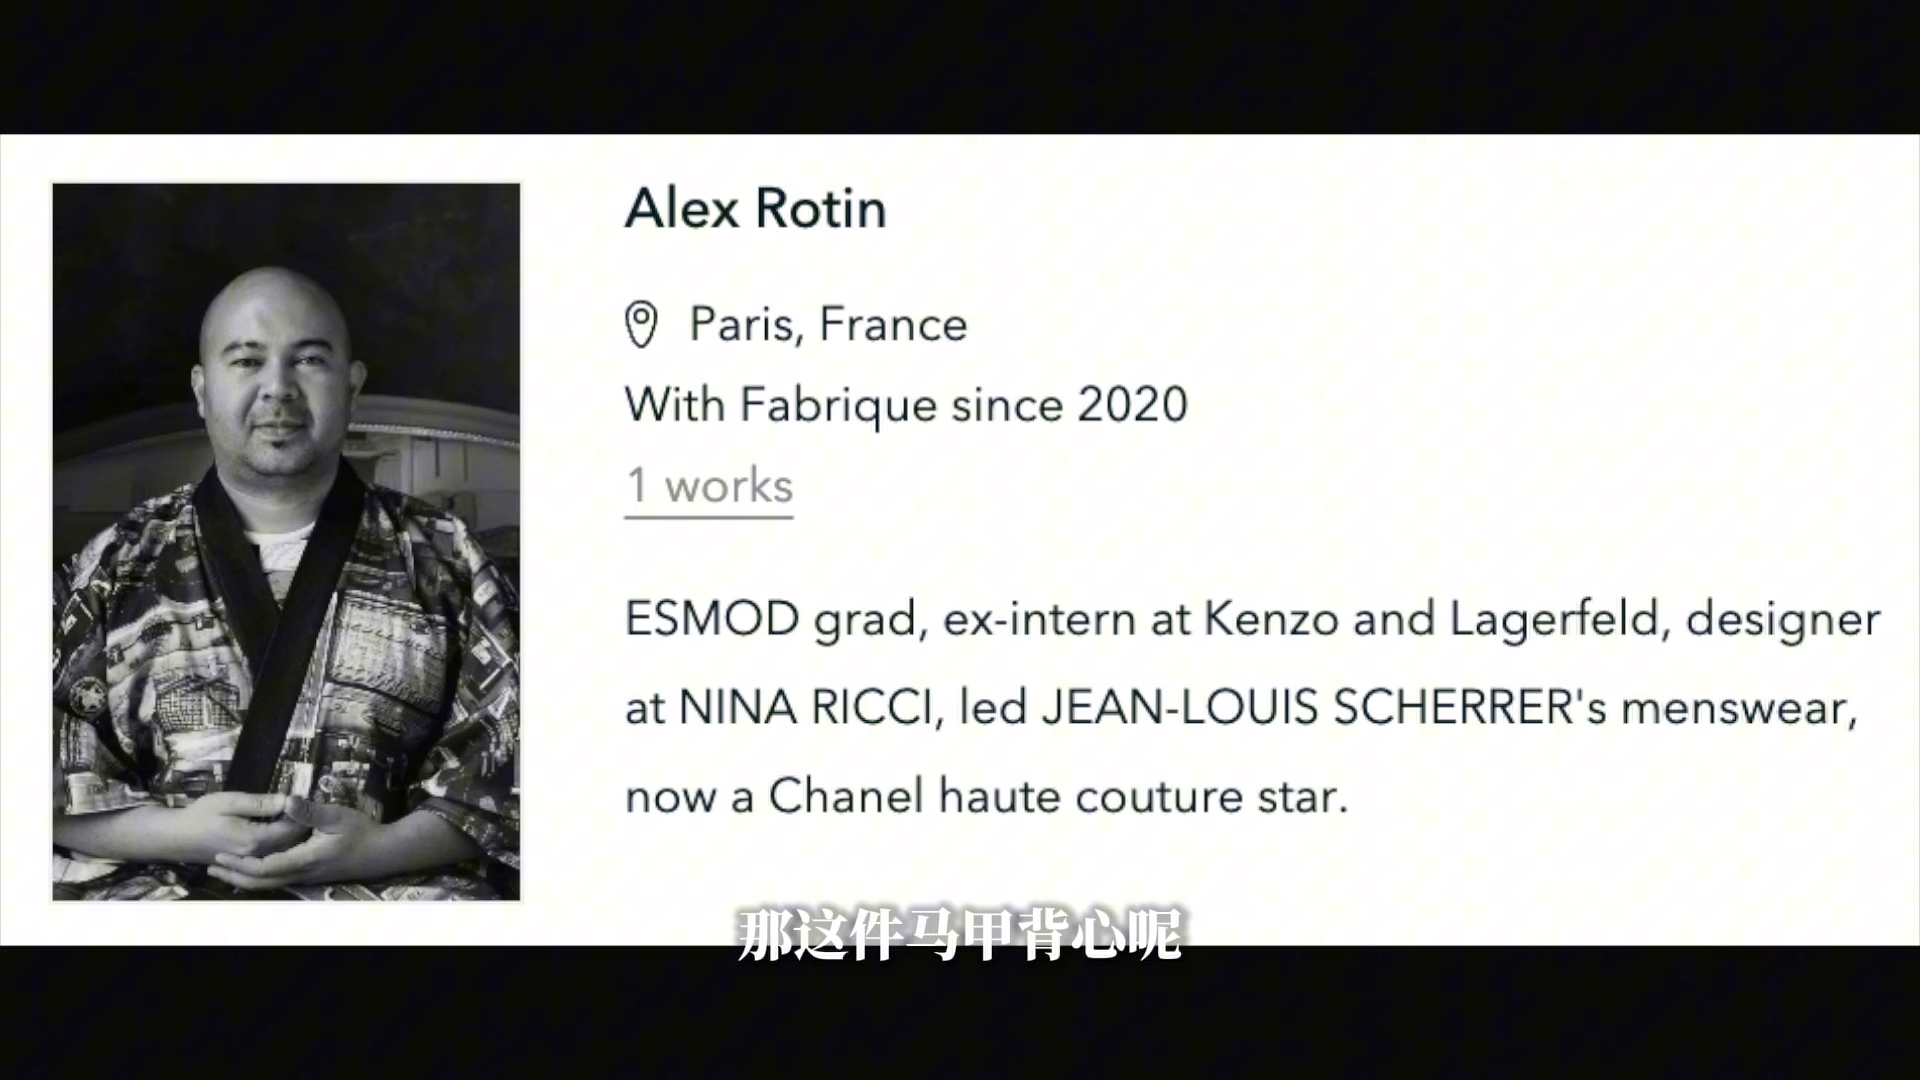 Alex Rotin
Paris, France
With Fabrique since 2020
1 works
ESMOD grad, ex-intern at Kenzo and Lagerfeld, designer
at NINA RICCI, led JEAN-LOUIS SCHERRER's menswear,
now a Chanel haute couture star.
那这件马甲背心呢